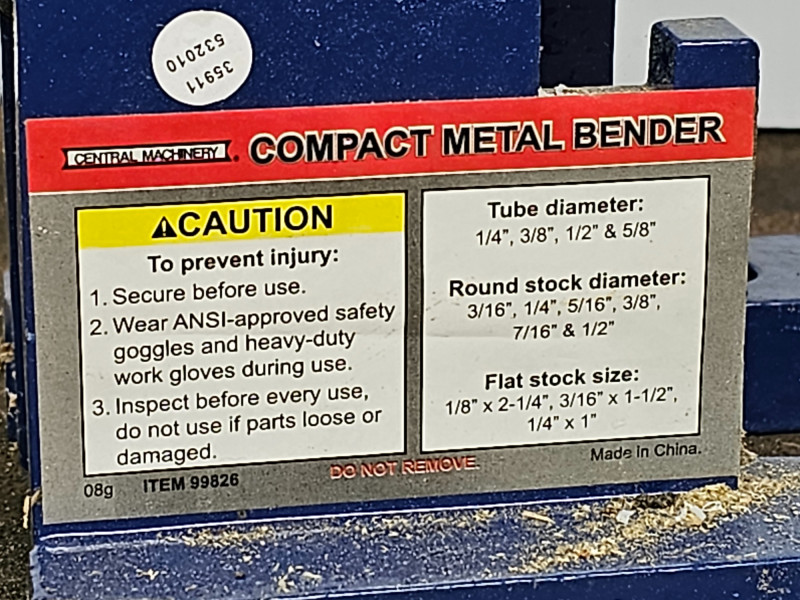 35911
532010
CENTRAL MACHINERY. COMPACT METAL BENDER
⚠CAUTION
To prevent injury:
1. Secure before use.
2. Wear ANSI-approved safety
goggles and heavy-duty
work gloves during use.
3. Inspect before every use,
do not use if parts loose or
damaged.
Tube diameter:
1/4", 3/8", 1/2" & 5/8"
Round stock diameter:
3/16", 1/4", 5/16", 3/8",
7/16" & 1/2"
Flat stock size:
1/8" x 2-1/4", 3/16" x 1-1/2",
1/4" x 1"
08g ITEM 99826
DO NOT REMOVE.
Made in China.